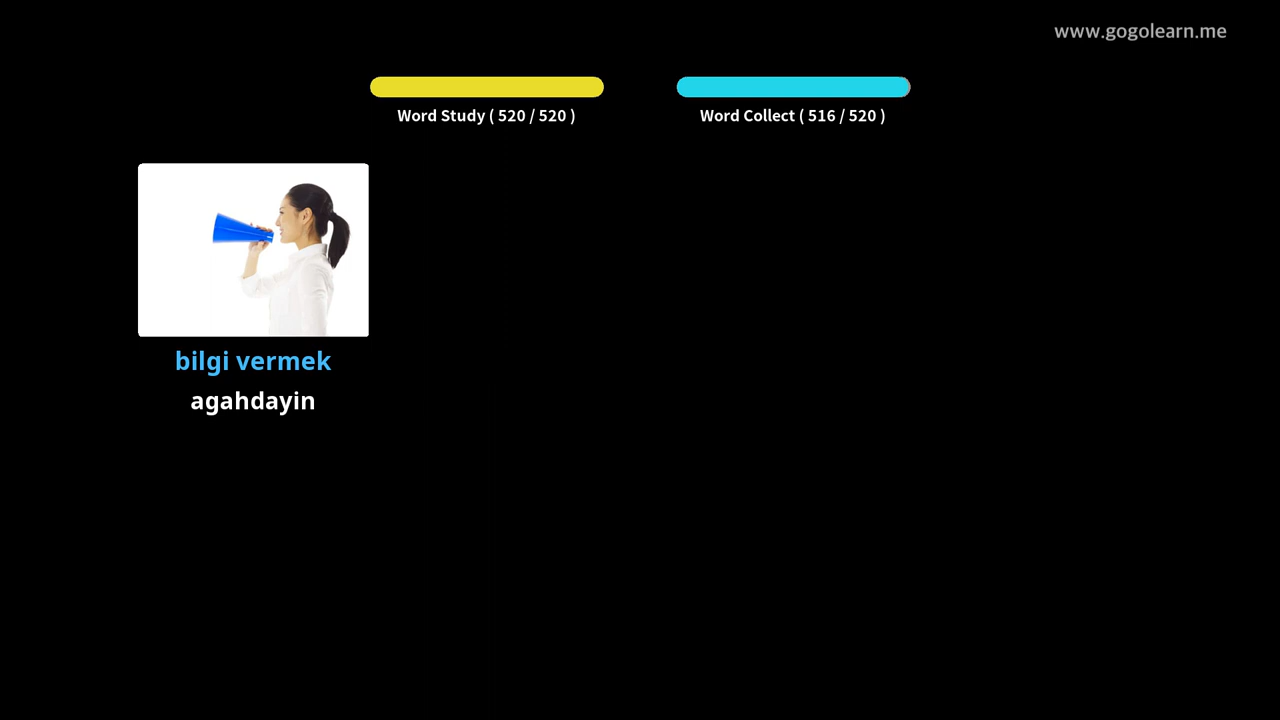 www.gogolearn.me
Word Study ( 520 / 520 )
Word Collect ( 516 / 520 )
bilgi vermek
agahdayin